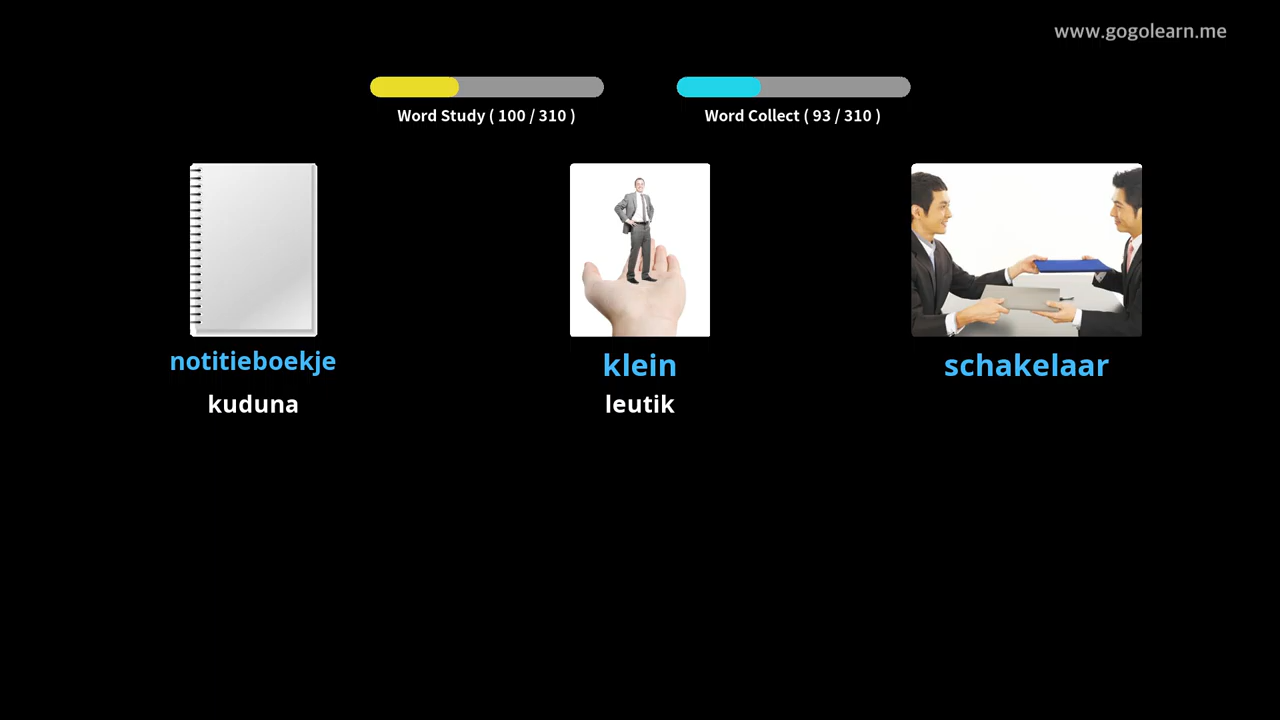 www.gogolearn.me
Word Study ( 100 / 310 )
Word Collect ( 93 / 310 )
notitieboekje
klein
schakelaar
kuduna
leutik